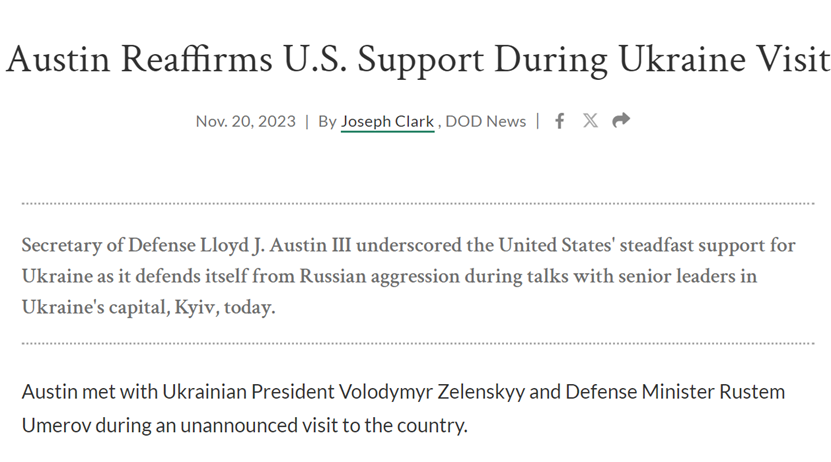 Austin Reaffirms U.S. Support During Ukraine Visit
Nov. 20, 2023 | By Joseph Clark , DOD News |
Secretary of Defense Lloyd J. Austin III underscored the United States' steadfast support for
Ukraine as it defends itself from Russian aggression during talks with senior leaders in
Ukraine's capital, Kyiv, today.
Austin met with Ukrainian President Volodymyr Zelenskyy and Defense Minister Rustem
Umerov during an unannounced visit to the country.